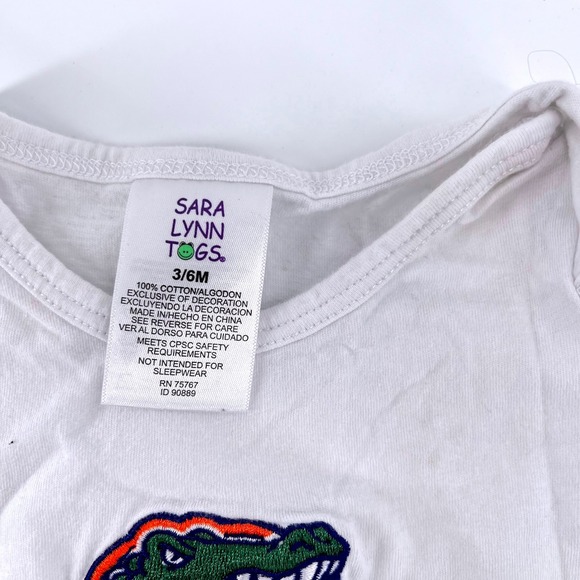 SARA
LYNN
TOGS®
3/6M
100% COTTON/ALGODON
EXCLUSIVE OF DECORATION
EXCLUYENDO LA DECORACION
MADE IN/HECHO EN CHINA
SEE REVERSE FOR CARE
VER AL DORSO PARA CUIDADO
MEETS CPSC SAFETY
REQUIREMENTS
NOT INTENDED FOR
SLEEPWEAR
RN 75767
ID 90889